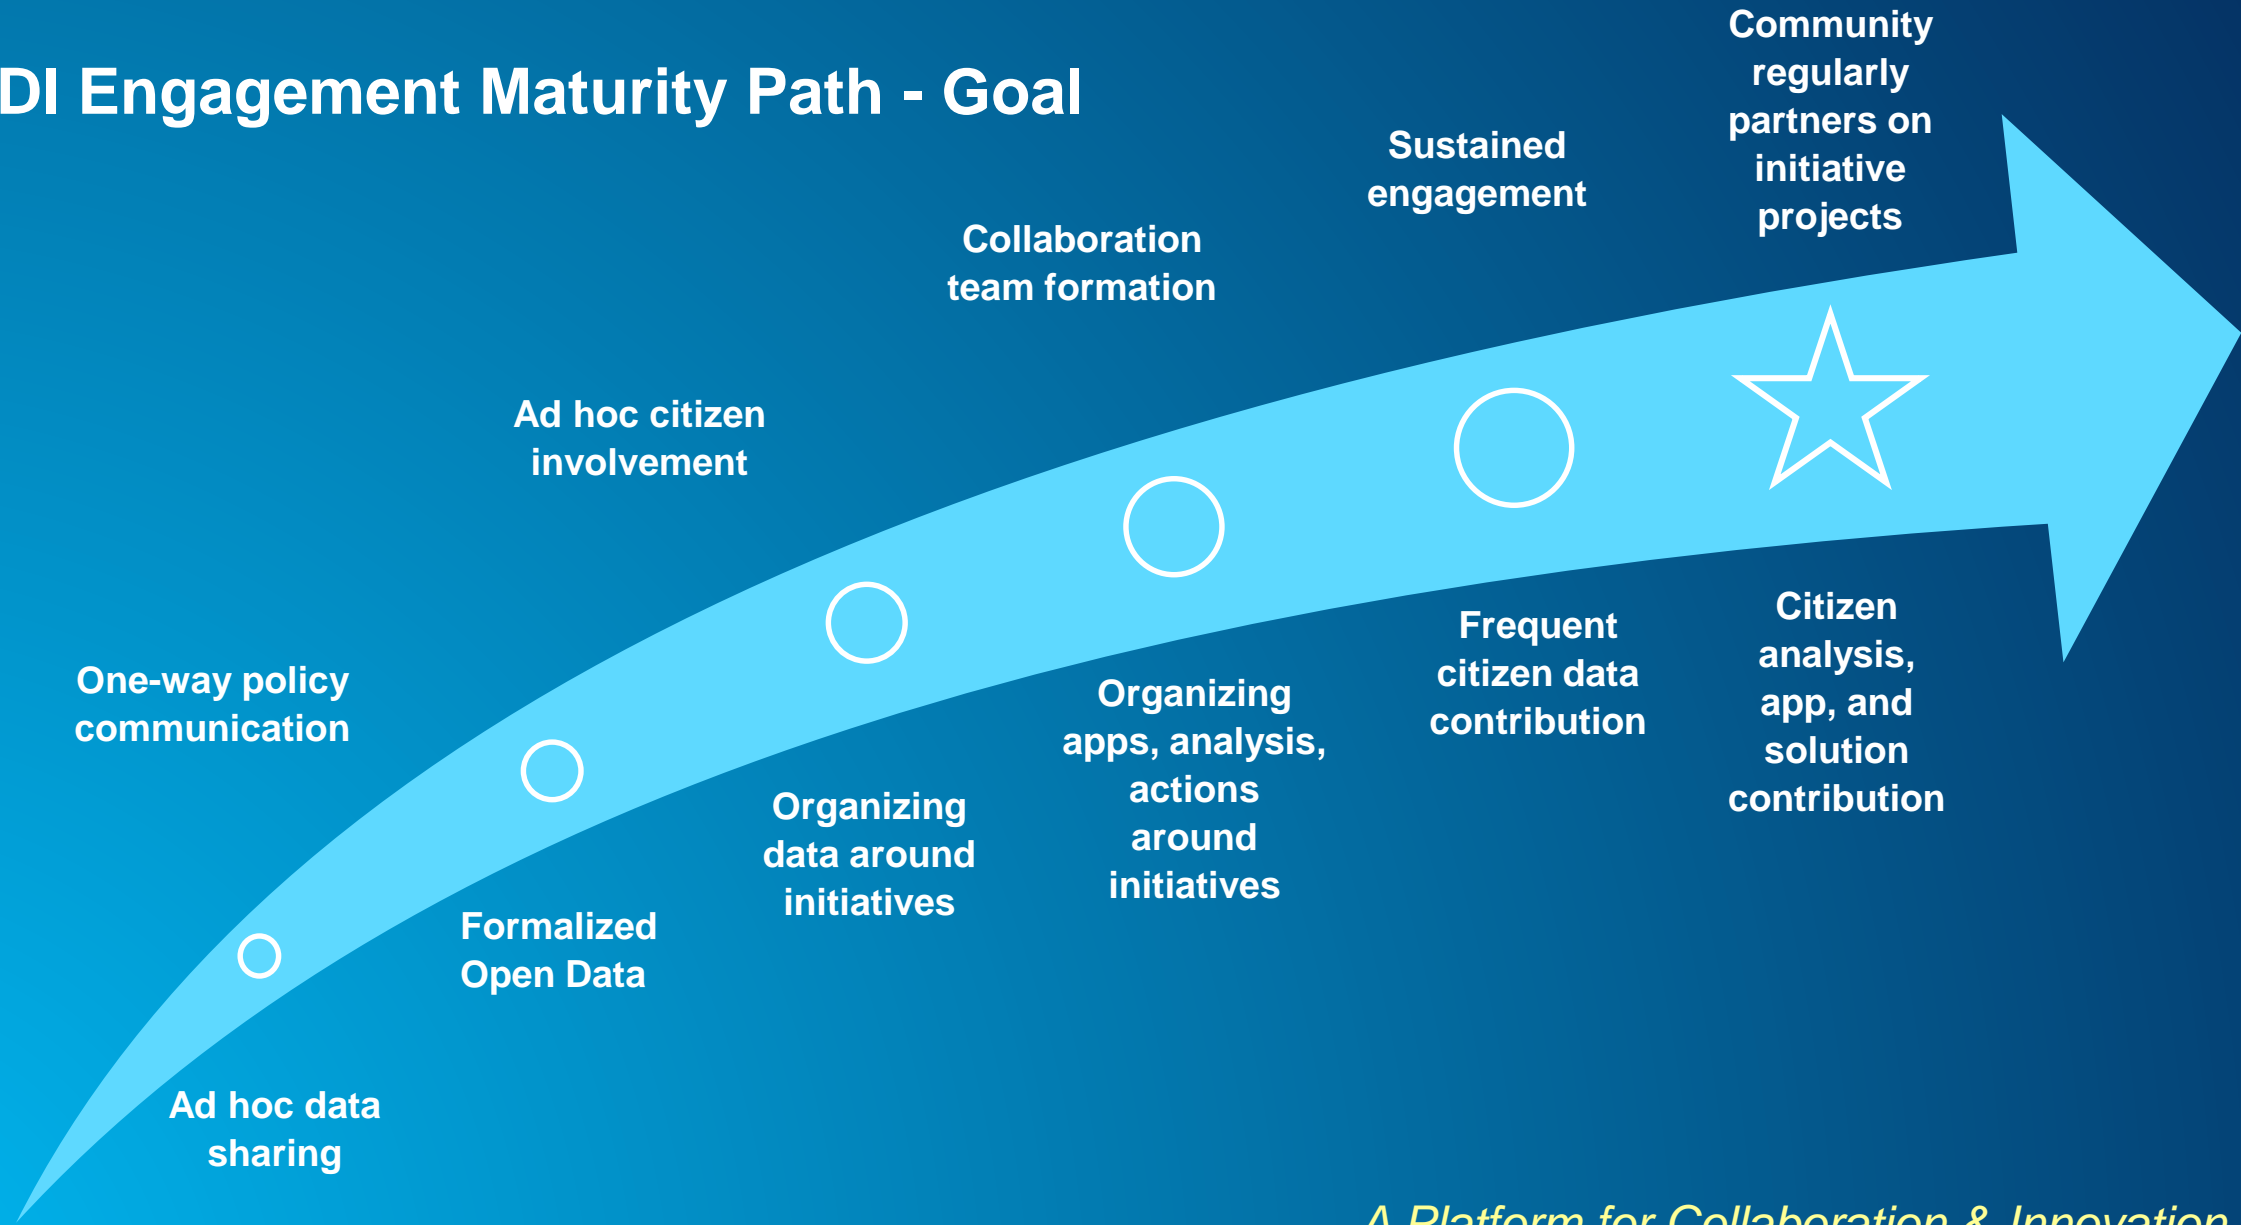 DI Engagement Maturity Path - Goal
Community
regularly
partners on
initiative
projects
Sustained
engagement
Collaboration
team formation
Ad hoc citizen
involvement
One-way policy
communication
Ad hoc data
sharing
Formalized
Open Data
Organizing
data around
initiatives
Organizing
apps, analysis,
actions
around
initiatives
Frequent
citizen data
contribution
Citizen
analysis,
app, and
solution
contribution
A Platform for Collaboration & Innovation